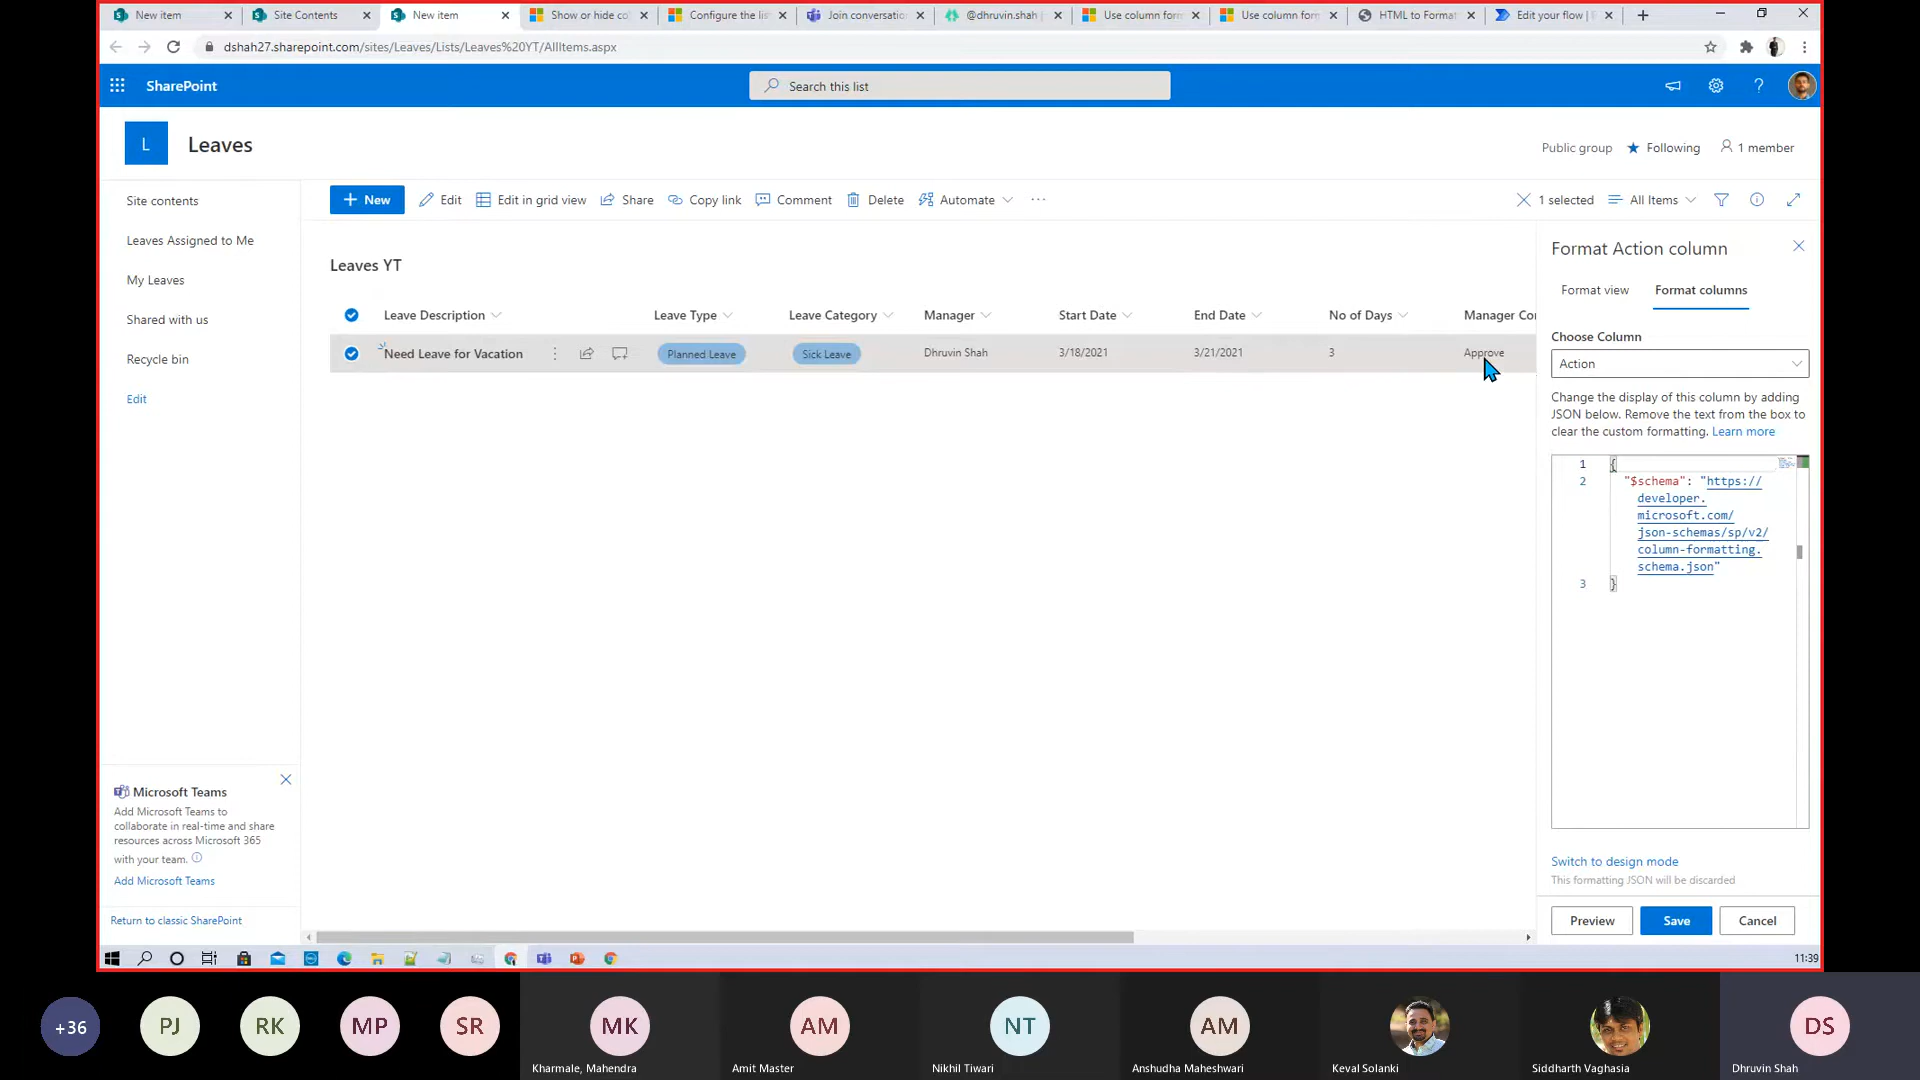 New item
Site Contents
New item
Show or hide co
Configure the lis
Join conversatio
@dhruvin.shah
Use column form
Use column form
HTML to Format
Edit your flow |
dshah27.sharepoint.com/sites/Leaves/Lists/Leaves%20YT/AllItems.aspx
SharePoint
Search this list
L
Leaves
Public group
Following
1 member
Site contents
Leaves Assigned to Me
My Leaves
Shared with us
Recycle bin
Edit
New
Edit
Edit in grid view
Share
Copy link
Comment
Delete
Automate
1 selected
All Items
Leaves YT
Leave Description
Leave Type
Leave Category
Manager
Start Date
End Date
No of Days
Manager Co
Need Leave for Vacation
Planned Leave
Sick Leave
Dhruvin Shah
3/18/2021
3/21/2021
3
Approve
Format Action column
Format view
Format columns
Choose Column
Action
Change the display of this column by adding
JSON below. Remove the text from the box to
clear the custom formatting. Learn more
1 {
2 "$schema": "https://
developer.
microsoft.com/
json-schemas/sp/v2/
column-formatting.
schema.json"
3 }
Switch to design mode
This formatting JSON will be discarded
Preview
Save
Cancel
Microsoft Teams
Add Microsoft Teams to
collaborate in real-time and share
resources across Microsoft 365
with your team.
Add Microsoft Teams
Return to classic SharePoint
11:39
+36
PJ
RK
MP
SR
MK
Kharmale, Mahendra
AM
Amit Master
NT
Nikhil Tiwari
AM
Anshudha Maheshwari
Keval Solanki
Siddharth Vaghasia
DS
Dhruvin Shah